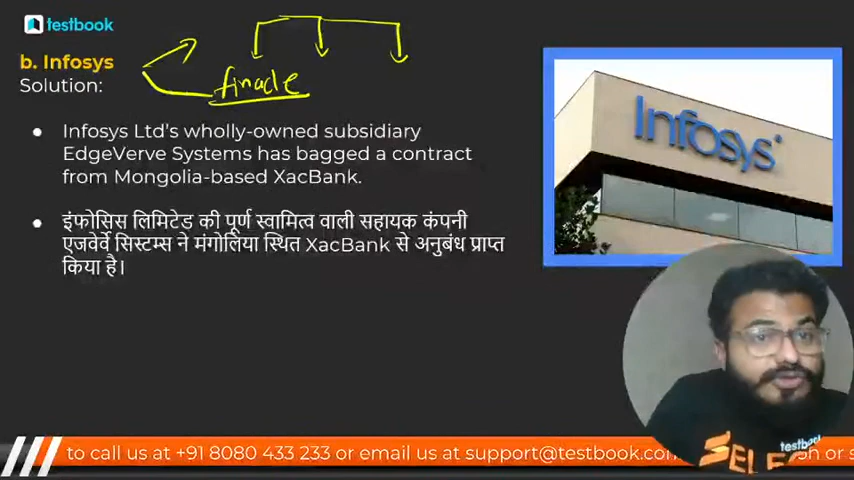 testbook
b. Infosys
finacle
Solution:
Infosys Ltd's wholly-owned subsidiary
EdgeVerve Systems has bagged a contract
from Mongolia-based XacBank.
इंफोसिस लिमिटेड की पूर्ण स्वामित्व वाली सहायक कंपनी
एजवेर्वे सिस्टम्स ने मंगोलिया स्थित XacBank से अनुबंध प्राप्त
किया है।
Infosys
testbook
to call us at +91 8080 433 233 or email us at support@testbook.com